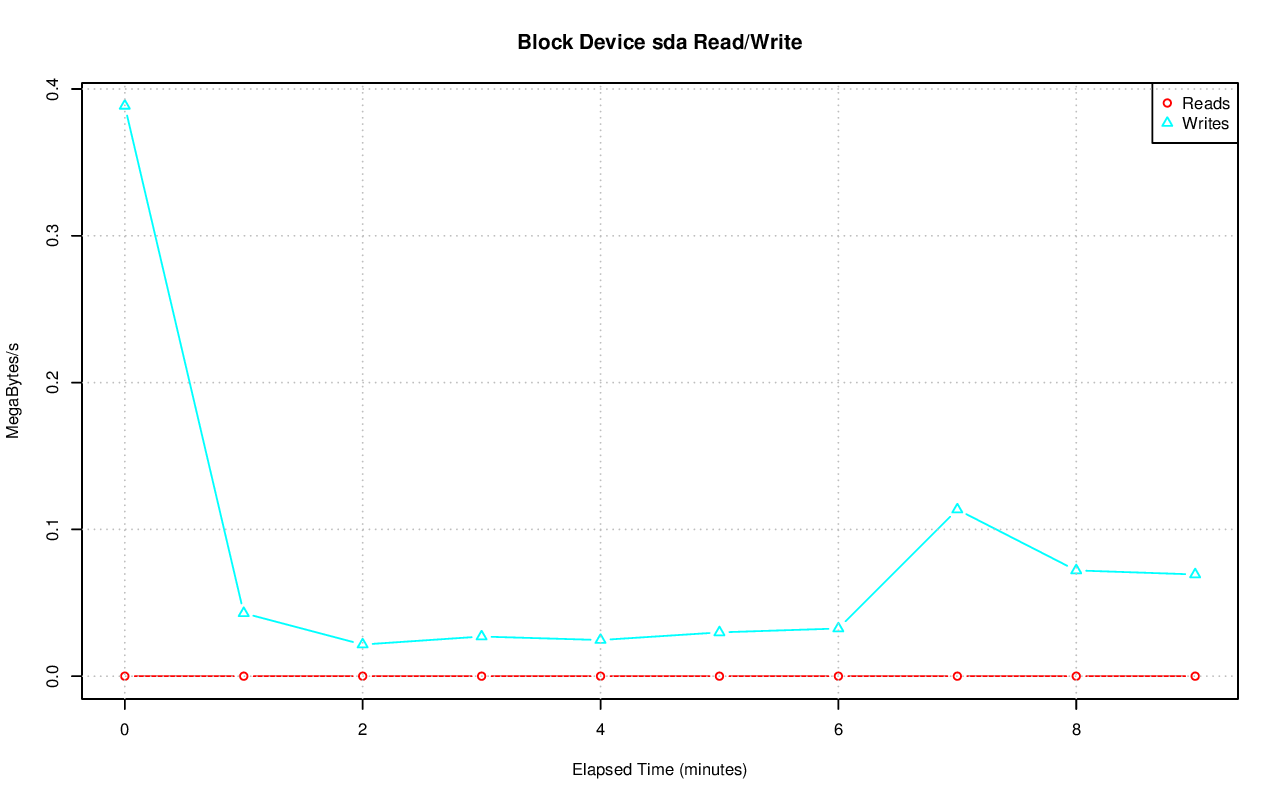 Block Device sda Read/Write
Reads
Writes
MegaBytes/s
0.4
0.3
0.2
0.1
0.0
0 2 4 6 8
Elapsed Time (minutes)